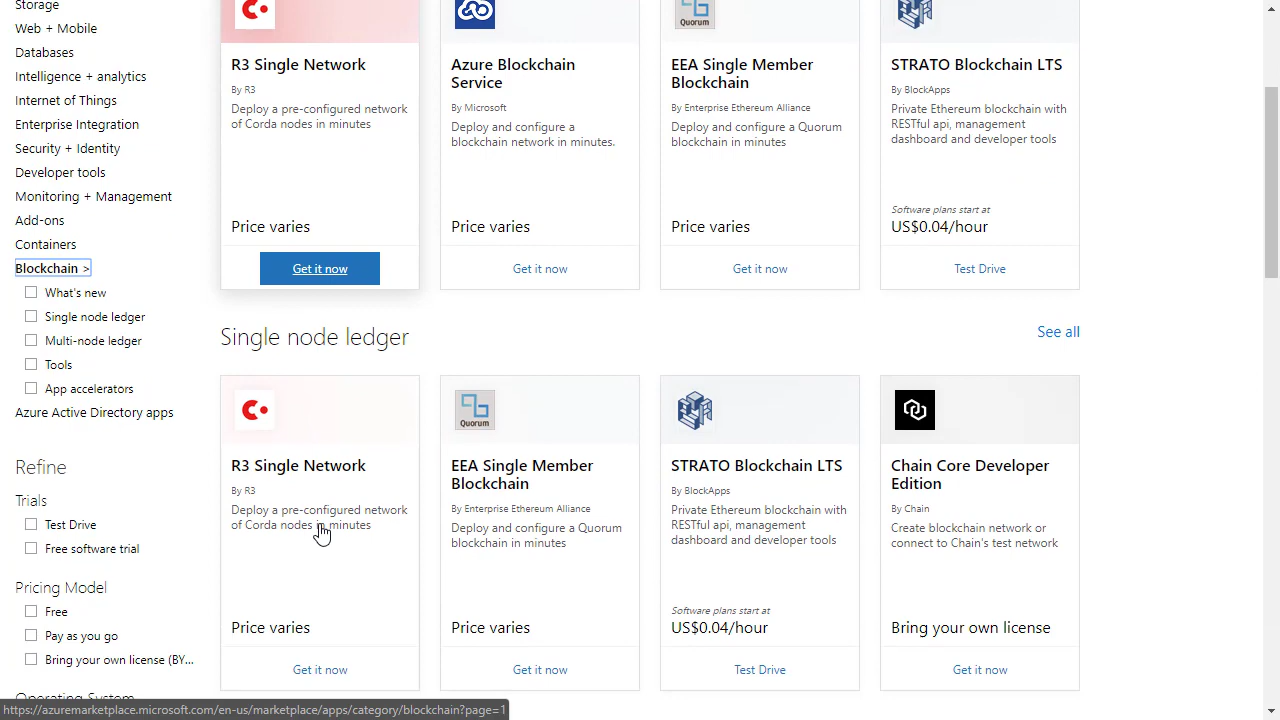 Storage
Web + Mobile
Databases
Intelligence + analytics
Internet of Things
Enterprise Integration
Security + Identity
Developer tools
Monitoring + Management
Add-ons
Containers
Blockchain >
What's new
Single node ledger
Multi-node ledger
Tools
App accelerators
Azure Active Directory apps
Refine
Trials
Test Drive
Free software trial
Pricing Model
Free
Pay as you go
Bring your own license (BY...
Operating System
R3 Single Network
By R3
Deploy a pre-configured network
of Corda nodes in minutes
Price varies
Get it now
Azure Blockchain
Service
By Microsoft
Deploy and configure a
blockchain network in minutes.
Price varies
Get it now
Quorum
EEA Single Member
Blockchain
By Enterprise Ethereum Alliance
Deploy and configure a Quorum
blockchain in minutes
Price varies
Get it now
STRATO Blockchain LTS
By BlockApps
Private Ethereum blockchain with
RESTful api, management
dashboard and developer tools
Software plans start at
US$0.04/hour
Test Drive
Single node ledger
See all
R3 Single Network
By R3
Deploy a pre-configured network
of Corda nodes in minutes
Price varies
Get it now
Quorum
EEA Single Member
Blockchain
By Enterprise Ethereum Alliance
Deploy and configure a Quorum
blockchain in minutes
Price varies
Get it now
STRATO Blockchain LTS
By BlockApps
Private Ethereum blockchain with
RESTful api, management
dashboard and developer tools
Software plans start at
US$0.04/hour
Test Drive
Chain Core Developer
Edition
By Chain
Create blockchain network or
connect to Chain's test network
Bring your own license
Get it now
https://azuremarketplace.microsoft.com/en-us/marketplace/apps/category/blockchain?page=1